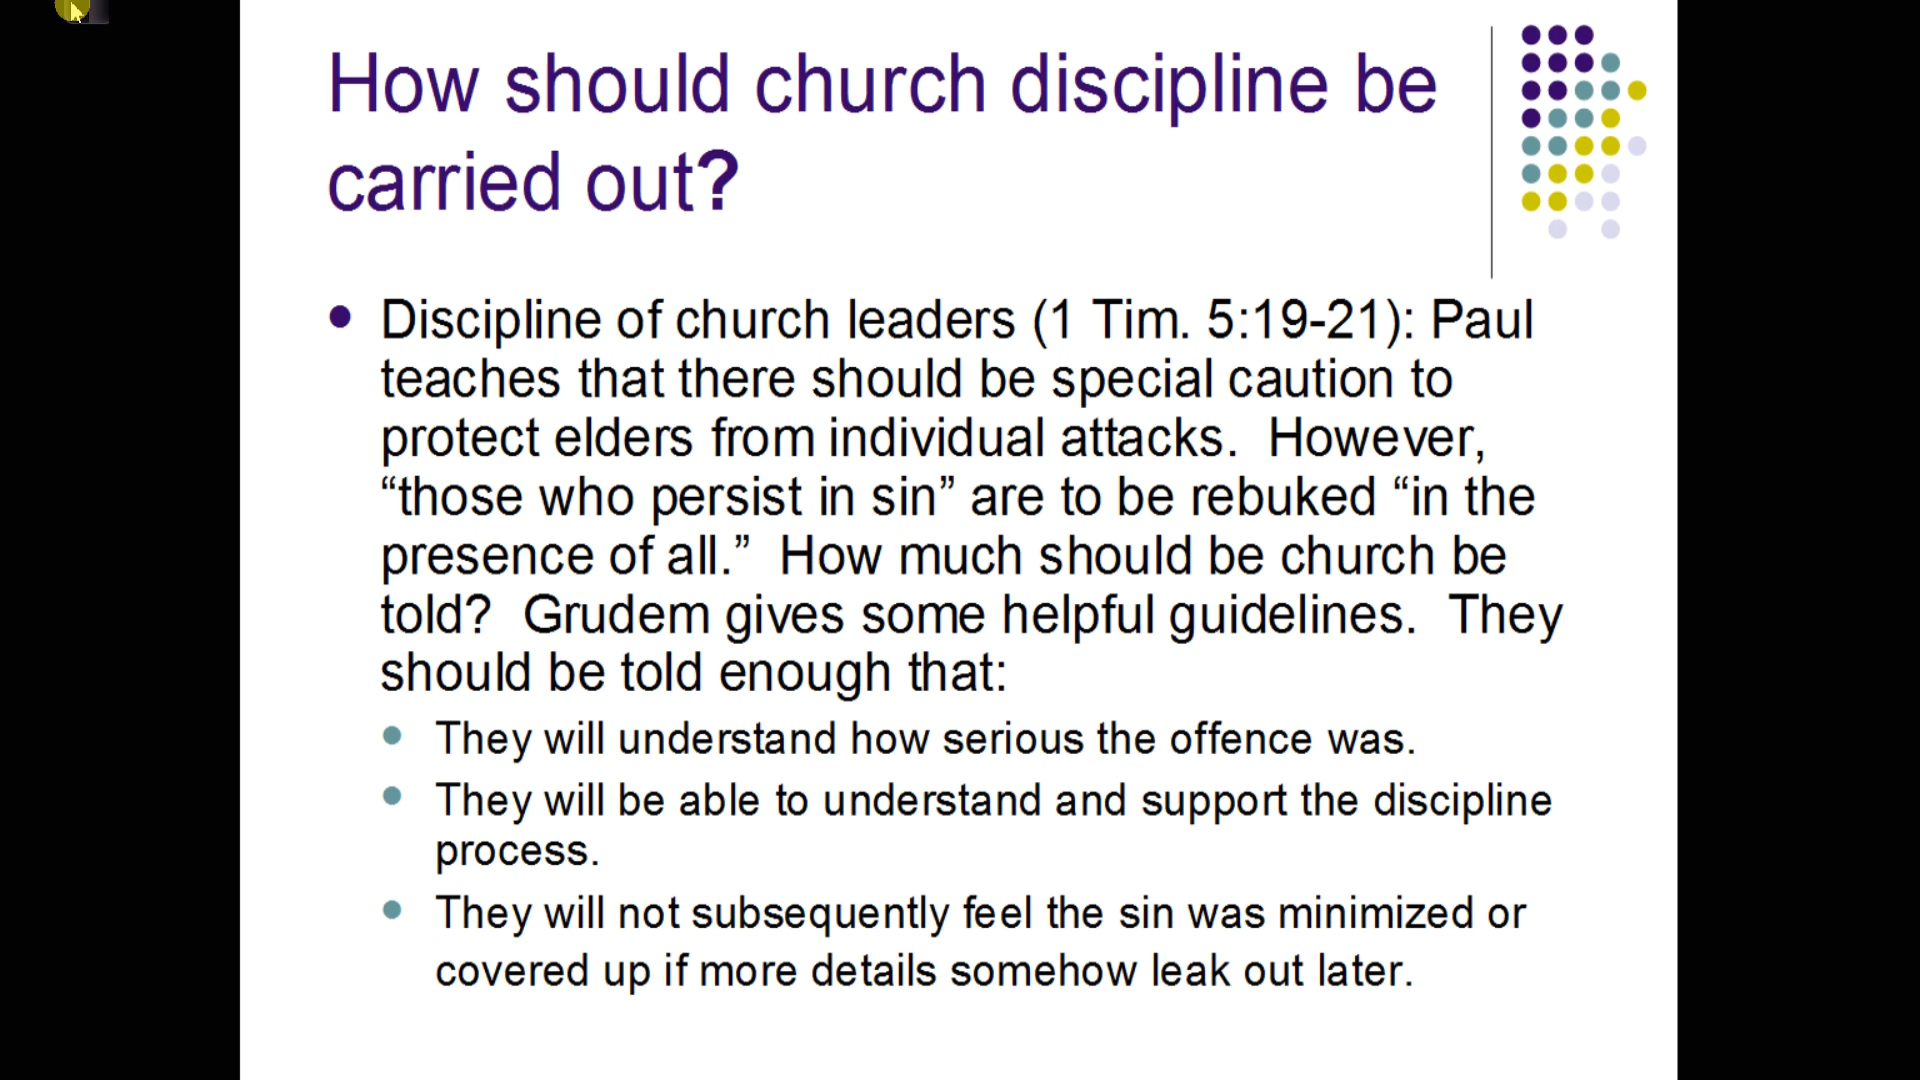 How should church discipline be
carried out?
Discipline of church leaders (1 Tim. 5:19-21): Paul
teaches that there should be special caution to
protect elders from individual attacks.  However,
“those who persist in sin” are to be rebuked “in the
presence of all.”  How much should be church be
told?  Grudem gives some helpful guidelines.  They
should be told enough that:
They will understand how serious the offence was.
They will be able to understand and support the discipline
process.
They will not subsequently feel the sin was minimized or
covered up if more details somehow leak out later.